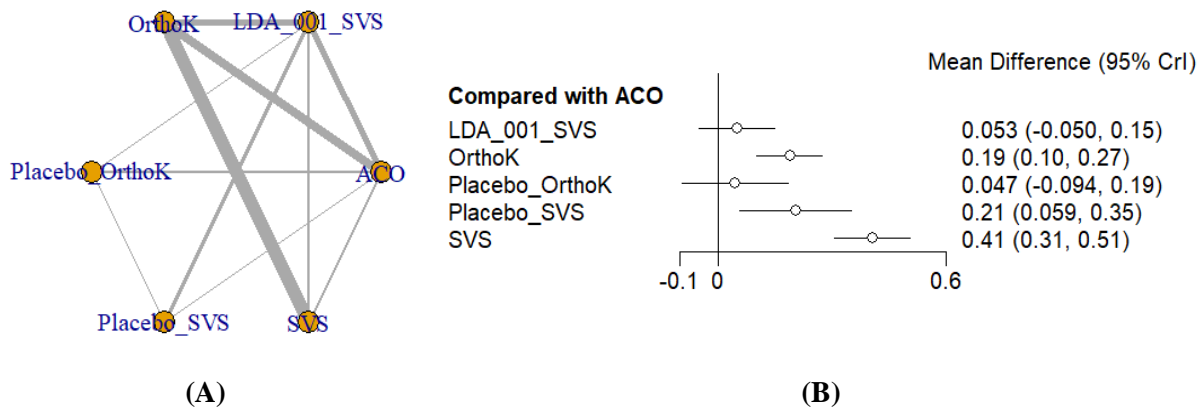 OrthoK
LDA_001_SVS
Placebo_OrthoK
ACO
Placebo_SVS
SVS
(A)
Mean Difference (95% CrI)
Compared with ACO
LDA_001_SVS 0.053 (-0.050, 0.15)
OrthoK 0.19 (0.10, 0.27)
Placebo_OrthoK 0.047 (-0.094, 0.19)
Placebo_SVS 0.21 (0.059, 0.35)
SVS 0.41 (0.31, 0.51)
-0.1 0 0.6
(B)